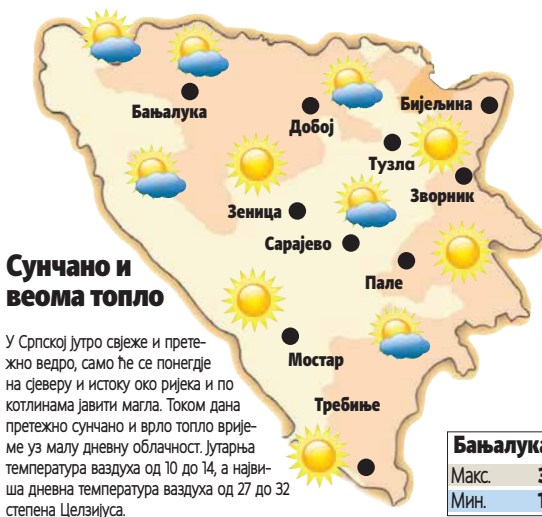 Бањалука
Добој
Бијељина
Тузла
Зворник
Зеница
Сарајево
Пале
Мостар
Требиње
Сунчано и
веома топло
У Српској јутро свјеже и прете-
жно ведро, само ће се понегдје
на сјеверу и истоку око ријека и по
котлинама јавити магла. Током дана
претежно сунчано и врло топло врије-
ме уз малу дневну облачност. Јутарња
температура ваздуха од 10 до 14, а најви-
ша дневна температура ваздуха од 27 до 32
степена Целзијуса.
Бањалука
Макс.
Мин.